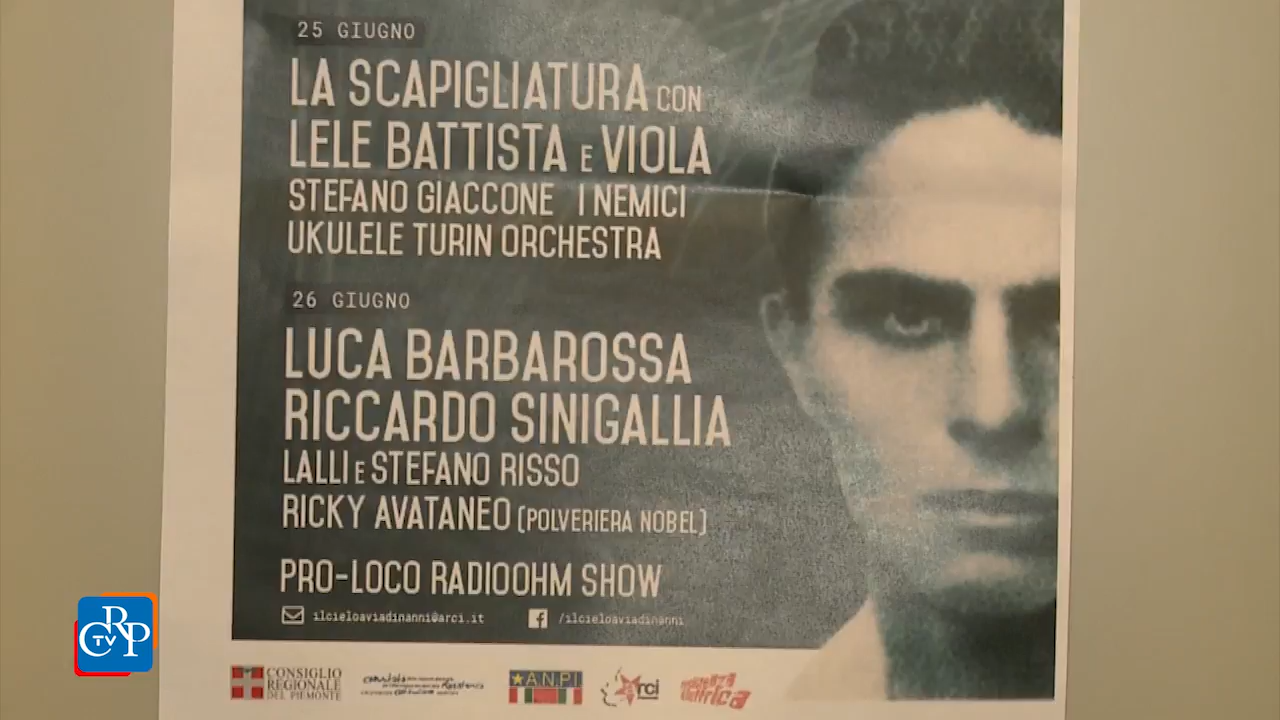 25 GIUGNO
LA SCAPIGLIATURA CON
LELE BATTISTA E VIOLA
STEFANO GIACCONE I NEMICI
UKULELE TURIN ORCHESTRA
26 GIUGNO
LUCA BARBAROSSA
RICCARDO SINIGALLIA
LALLI E STEFANO RISSO
RICKY AVATANEO (POLVERIERA NOBEL)
PRO-LOCO RADIOOHM SHOW
ilcieloaviadinanni@arci.it /ilcieloaviadinanni
CRP TV
CONSIGLIO
REGIONALE
DEL PIEMONTE
A.N.P.I
arci